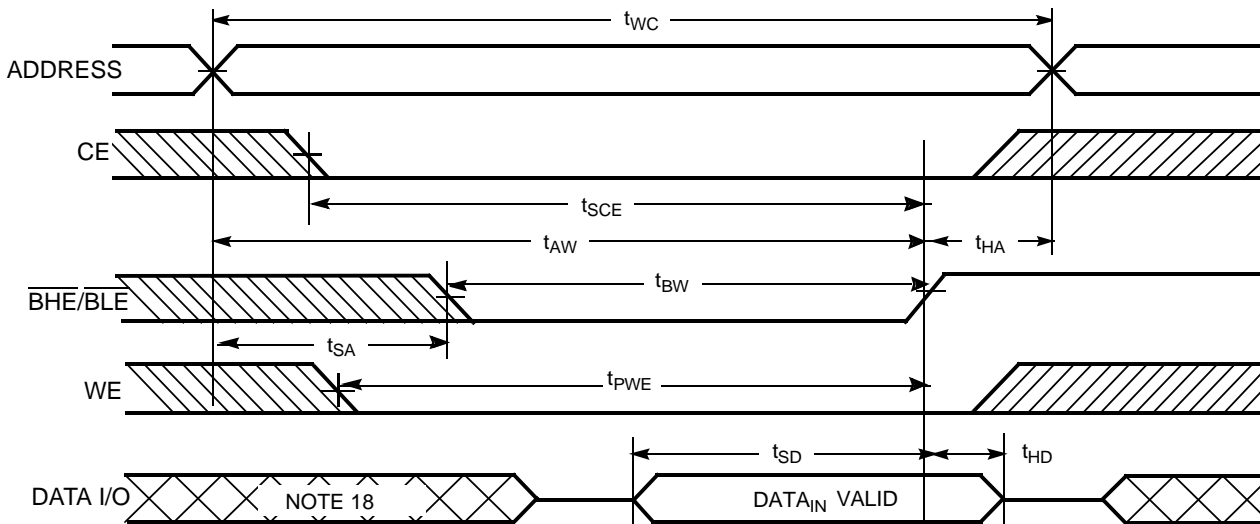 tWC
ADDRESS
CE
tSCE
tAW
tHA
tBW
BHE/BLE
tSA
tPWE
WE
tSD
tHD
DATA I/O
NOTE 18
DATAIN VALID